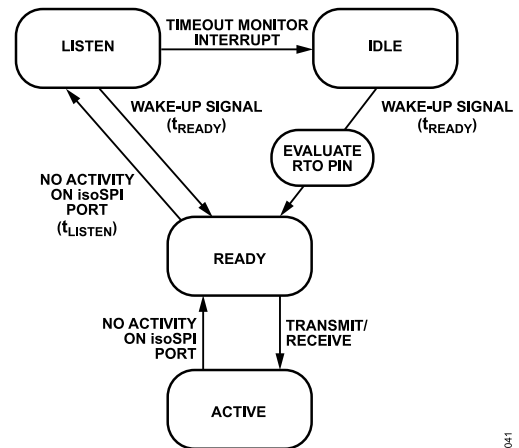 LISTEN
TIMEOUT MONITOR
INTERRUPT
IDLE
WAKE-UP SIGNAL
(tREADY)
WAKE-UP SIGNAL
(tREADY)
EVALUATE
RTO PIN
NO ACTIVITY
ON isoSPI
PORT
(tLISTEN)
READY
NO ACTIVITY
ON isoSPI
PORT
TRANSMIT/
RECEIVE
ACTIVE
041